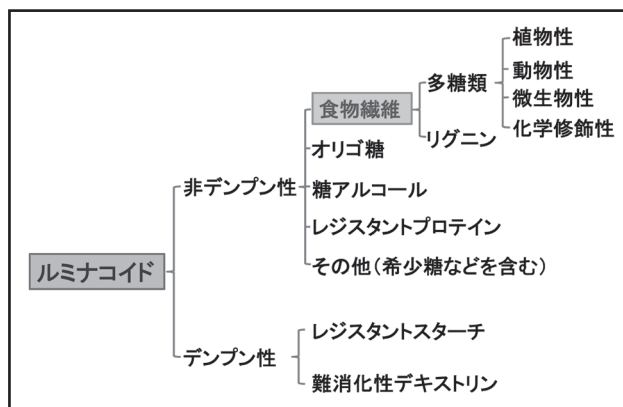 植物性
動物性
多糖類
微生物性
食物繊維
化学修飾性
リグニン
オリゴ糖
非デンプン性
糖アルコール
レジスタントプロテイン
その他（希少糖などを含む）
ルミナコイド
レジスタントスターチ
デンプン性
難消化性デキストリン